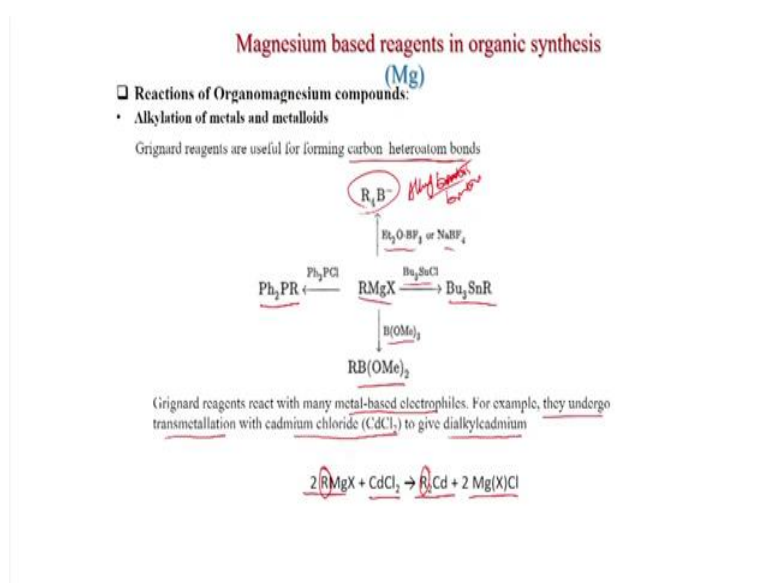 Magnesium based reagents in organic synthesis
(Mg)
❑ Reactions of Organomagnesium compounds:
• Alkylation of metals and metalloids
Grignard reagents are useful for forming carbon heteroatom bonds
R₄B⁻
Et₂O·BF₃ or NaBF₄
Ph₂PCl
Bu₃SnCl
Ph₂PR ← RMgX → Bu₃SnR
B(OMe)₃
RB(OMe)₂
Grignard reagents react with many metal-based electrophiles. For example, they undergo
transmetallation with cadmium chloride (CdCl₂) to give dialkylcadmium
2 RMgX + CdCl₂ → R₂Cd + 2 Mg(X)Cl